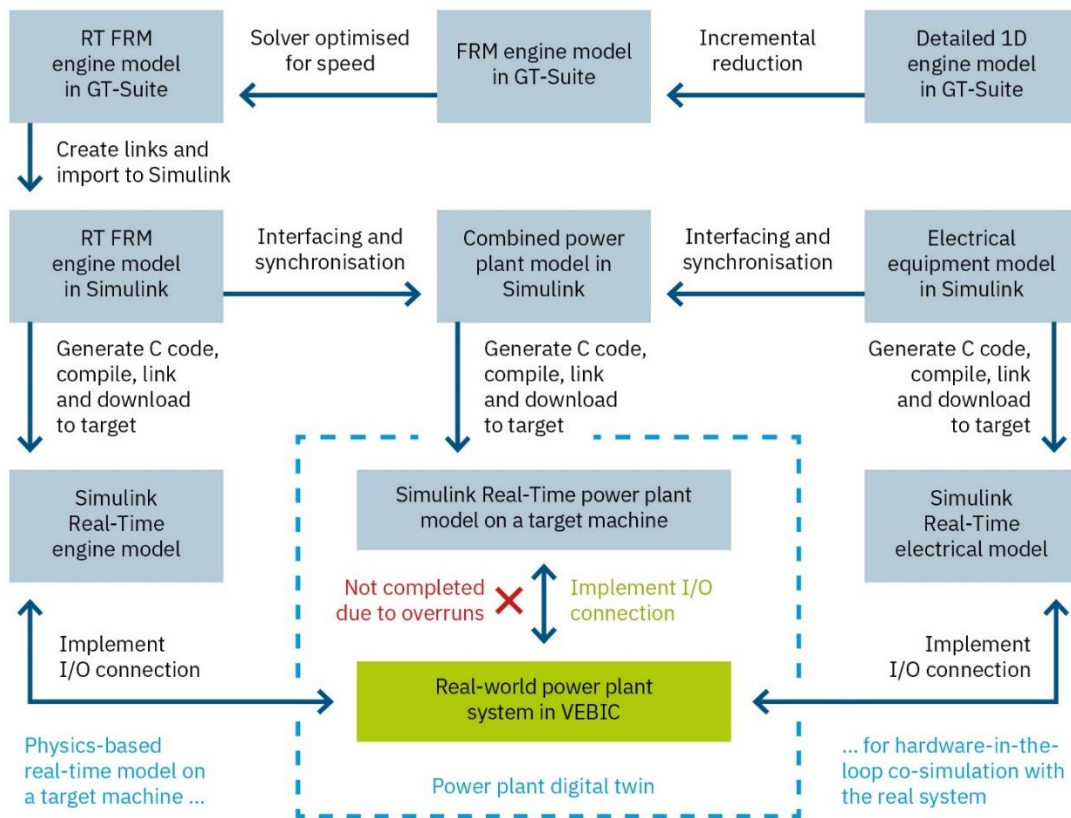 RT FRM
engine model
in GT-Suite
Solver optimised
for speed
FRM engine model
in GT-Suite
Incremental
reduction
Detailed 1D
engine model
in GT-Suite
Create links and
import to Simulink
RT FRM
engine model
in Simulink
Interfacing and
synchronisation
Combined power
plant model in
Simulink
Interfacing and
synchronisation
Electrical
equipment model
in Simulink
Generate C code,
compile, link
and download
to target
Generate C code,
compile, link
and download
to target
Generate C code,
compile, link
and download
to target
Simulink
Real-Time
engine model
Simulink Real-Time power plant
model on a target machine
Simulink
Real-Time
electrical model
Not completed
due to overruns
Implement I/O
connection
Implement
I/O connection
Real-world power plant
system in VEBIC
Implement
I/O connection
Physics-based
real-time model on
a target machine ...
Power plant digital twin
... for hardware-in-the-
loop co-simulation with
the real system